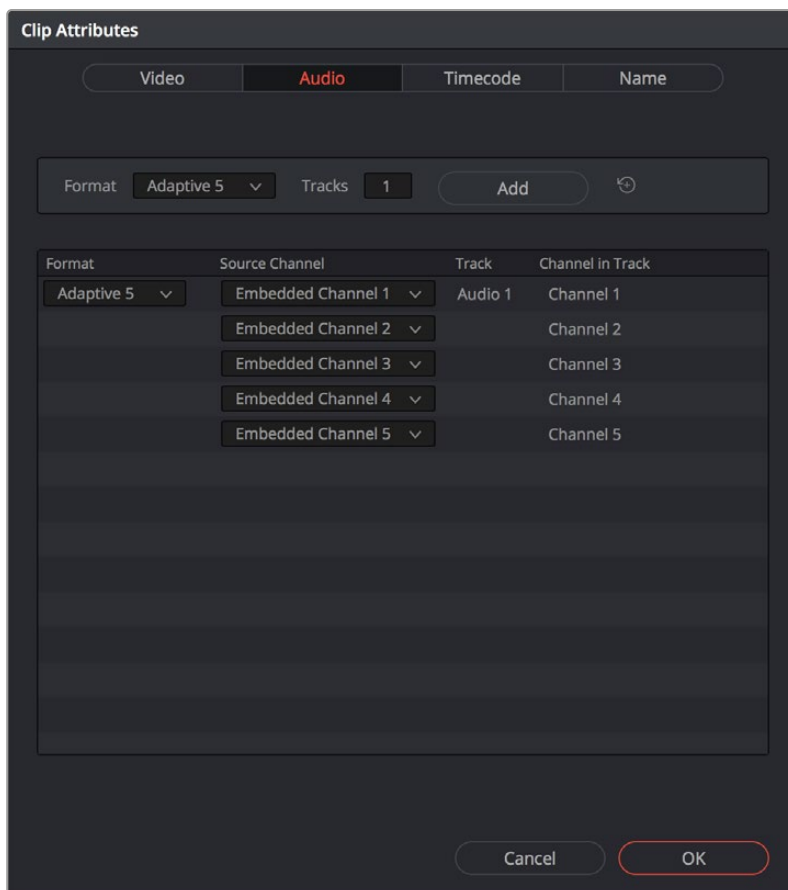 Clip Attributes
Video Audio Timecode Name
Format Adaptive 5 Tracks 1 Add
Format Source Channel Track Channel in Track
Adaptive 5 Embedded Channel 1 Audio 1 Channel 1
Embedded Channel 2 Channel 2
Embedded Channel 3 Channel 3
Embedded Channel 4 Channel 4
Embedded Channel 5 Channel 5
Cancel OK